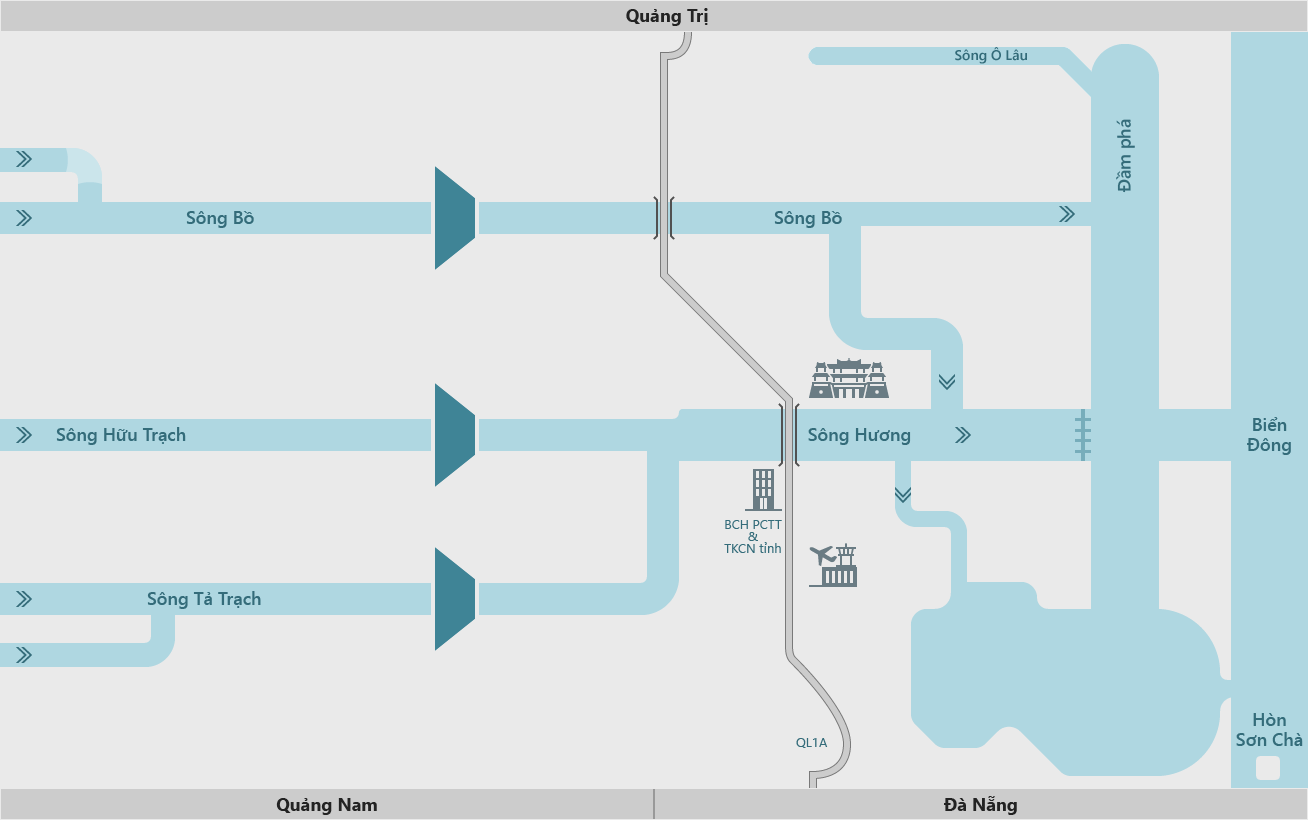 Quảng Trị
Sông Ô Lâu
Đầm phá
Sông Bồ
Sông Bồ
Sông Hữu Trạch
Sông Hương
Biển
Đông
BCH PCTT
&
TKCN tỉnh
Sông Tả Trạch
Hòn
Sơn Chà
QL1A
Quảng Nam
Đà Nẵng